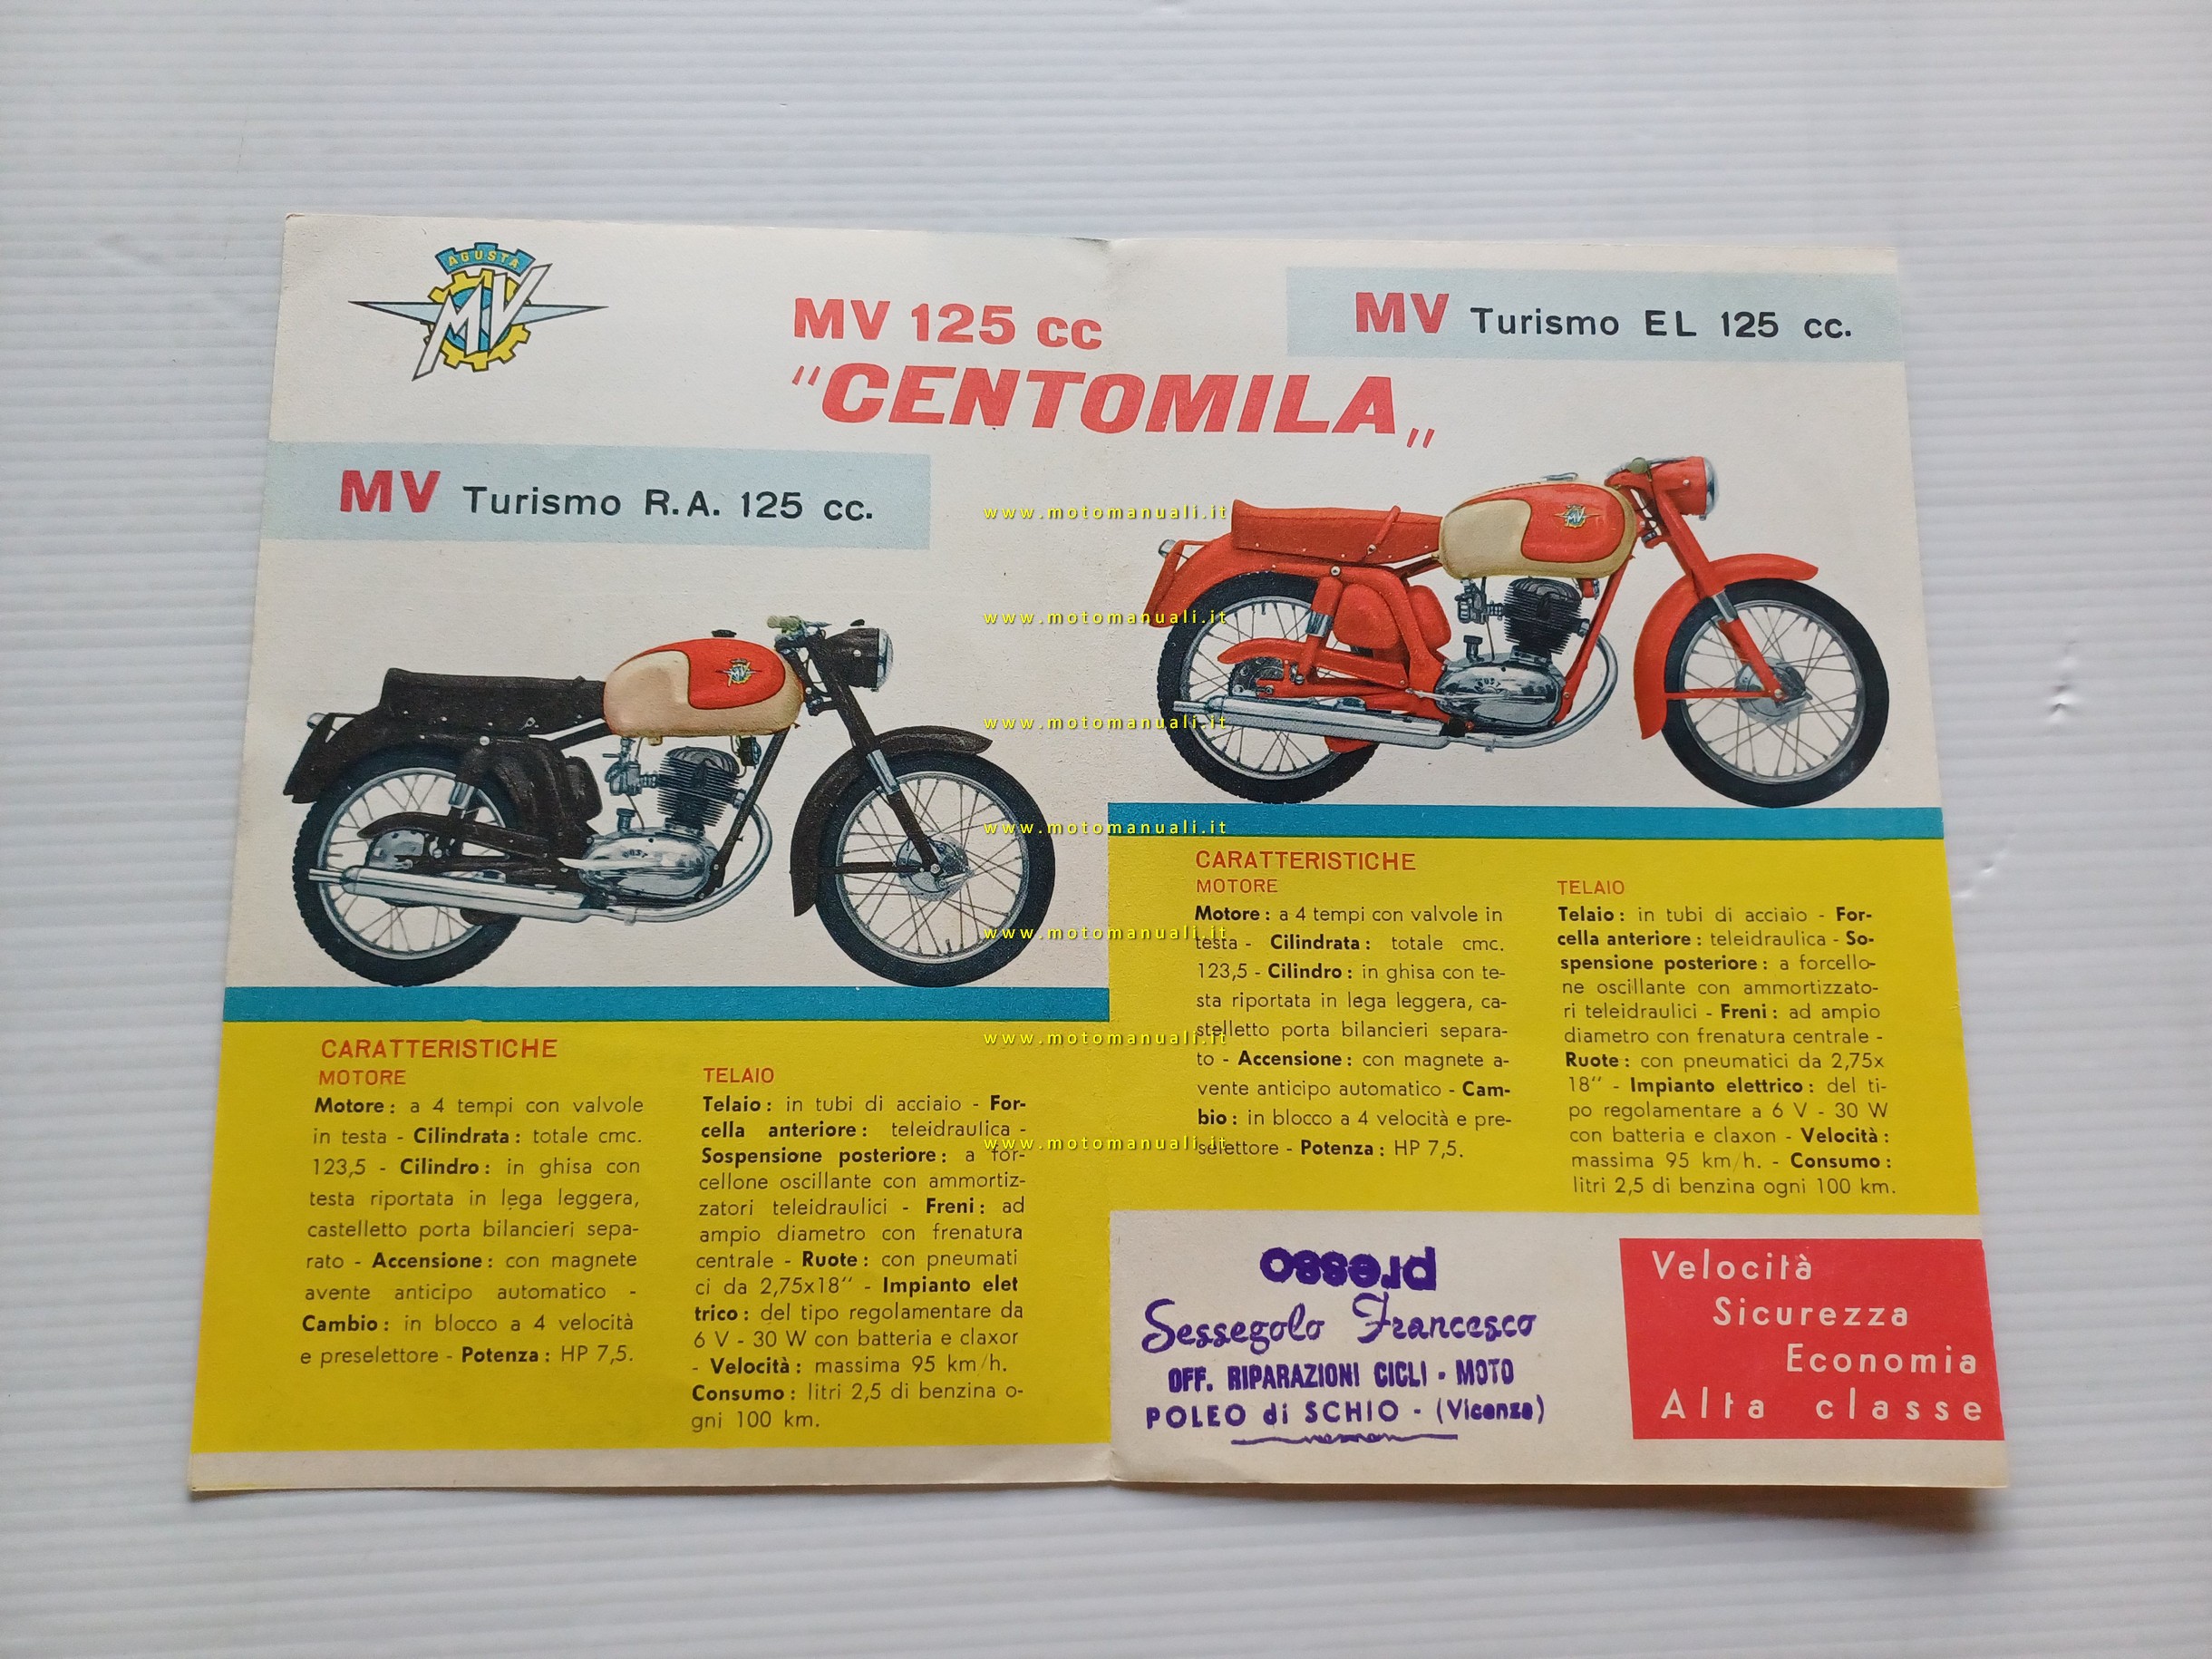 AGUSTA
MV
MV 125 cc
"CENTOMILA„
MV Turismo R.A. 125 cc.
CARATTERISTICHE
MOTORE
Motore: a 4 tempi con valvole
in testa - Cilindrata: totale cmc.
123,5 - Cilindro: in ghisa con
testa riportata in lega leggera,
castelletto porta bilancieri sepa-
rato - Accensione: con magnete
avente anticipo automatico -
Cambio: in blocco a 4 velocità
e preselettore - Potenza: HP 7,5.
TELAIO
Telaio: in tubi di acciaio - For-
cella anteriore: teleidraulica -
Sospensione posteriore: a for-
cellone oscillante con ammortiz-
zatori teleidraulici - Freni: ad
ampio diametro con frenatura
centrale - Ruote: con pneumati
ci da 2,75x18" - Impianto elet
trico: del tipo regolamentare da
6 V - 30 W con batteria e claxor
- Velocità: massima 95 km/h.
Consumo: litri 2,5 di benzina o-
gni 100 km.
MV Turismo EL 125 cc.
CARATTERISTICHE
MOTORE
Motore: a 4 tempi con valvole in
testa - Cilindrata: totale cmc.
123,5 - Cilindro: in ghisa con te-
sta riportata in lega leggera, ca-
stelletto porta bilancieri separa-
to - Accensione: con magnete a-
vente anticipo automatico - Cam-
bio: in blocco a 4 velocità e pre-
selettore - Potenza: HP 7,5.
TELAIO
Telaio: in tubi di acciaio - For-
cella anteriore: teleidraulica - So-
spensione posteriore: a forcello-
ne oscillante con ammortizzato-
ri teleidraulici - Freni: ad ampio
diametro con frenatura centrale -
Ruote: con pneumatici da 2,75x
18" - Impianto elettrico: del ti-
po regolamentare a 6 V - 30 W
con batteria e claxon - Velocità:
massima 95 km/h. - Consumo:
litri 2,5 di benzina ogni 100 km.
presso
Sessegolo Francesco
OFF. RIPARAZIONI CICLI - MOTO
POLEO di SCHIO - (Vicenza)
Velocità
Sicurezza
Economia
Alta classe
www.motomanuali.it
www.motomanuali.it
www.motomanuali.it
www.motomanuali.it
www.motomanuali.it
www.motomanuali.it
www.motomanuali.it